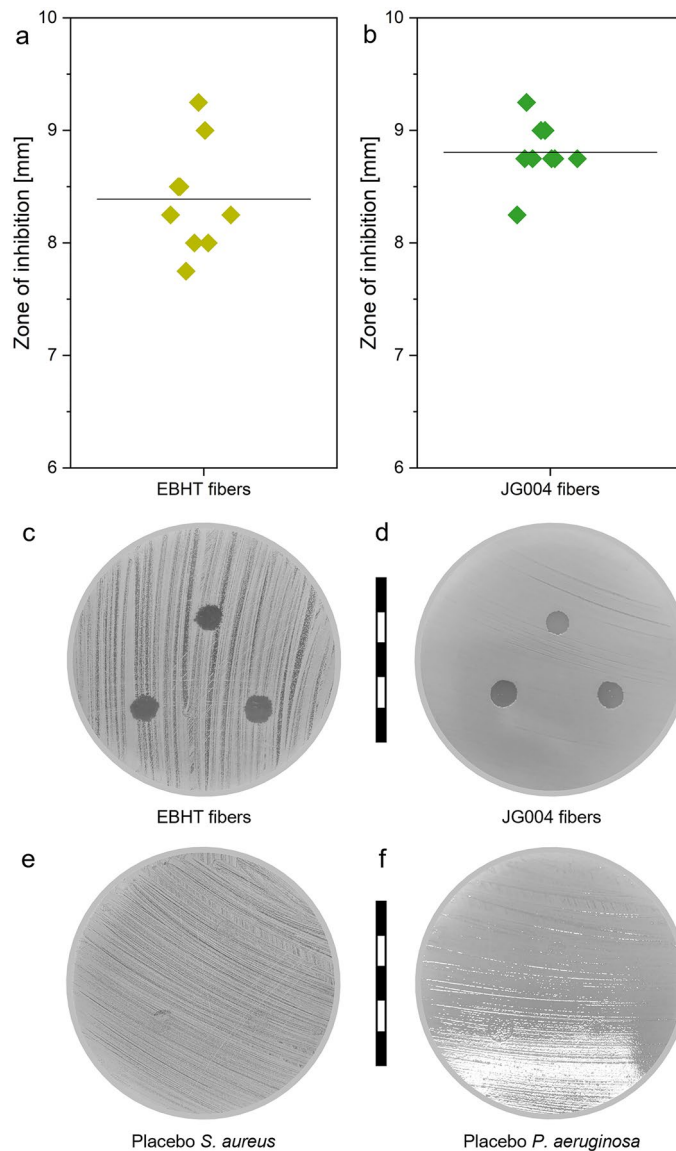 a
b
10
9
8
7
6
Zone of inhibition [mm]
EBHT fibers
10
9
8
7
6
Zone of inhibition [mm]
JG004 fibers
c
d
EBHT fibers
JG004 fibers
e
f
Placebo S. aureus
Placebo P. aeruginosa